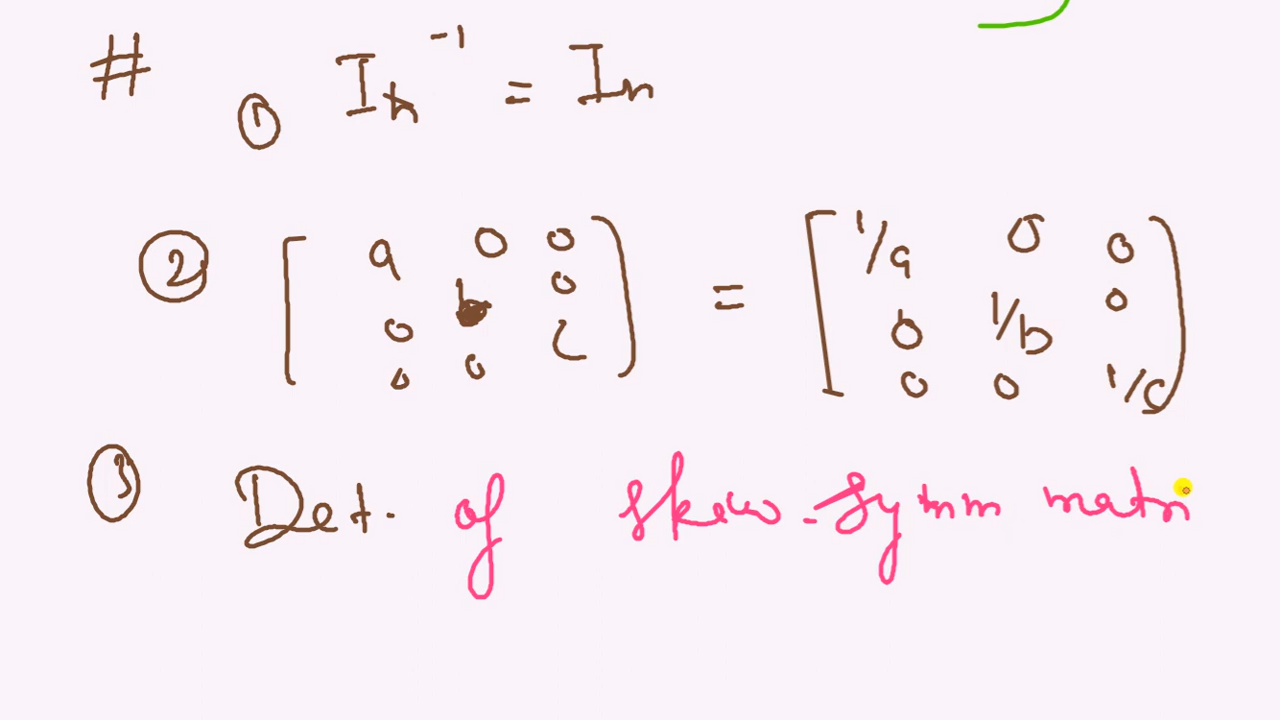 # ① Iₙ⁻¹ = Iₙ
② [ a 0 0 ] = [ 1/a 0 0 ]
[ 0 b 0 ] [ 0 1/b 0 ]
[ 0 0 c ] [ 0 0 1/c ]
③ Det. of skew-symm matri